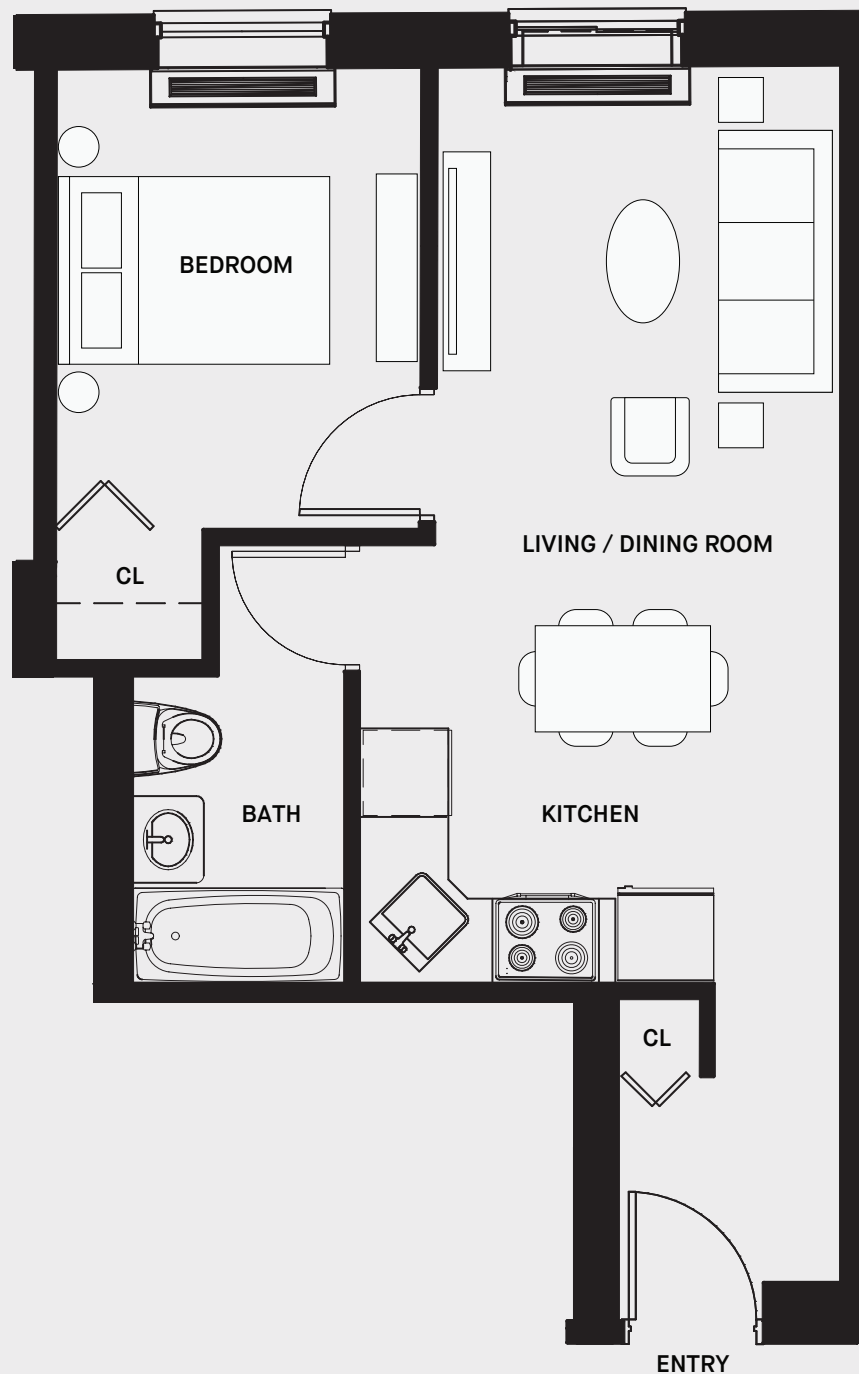 BEDROOM
LIVING / DINING ROOM
CL
BATH
KITCHEN
CL
ENTRY